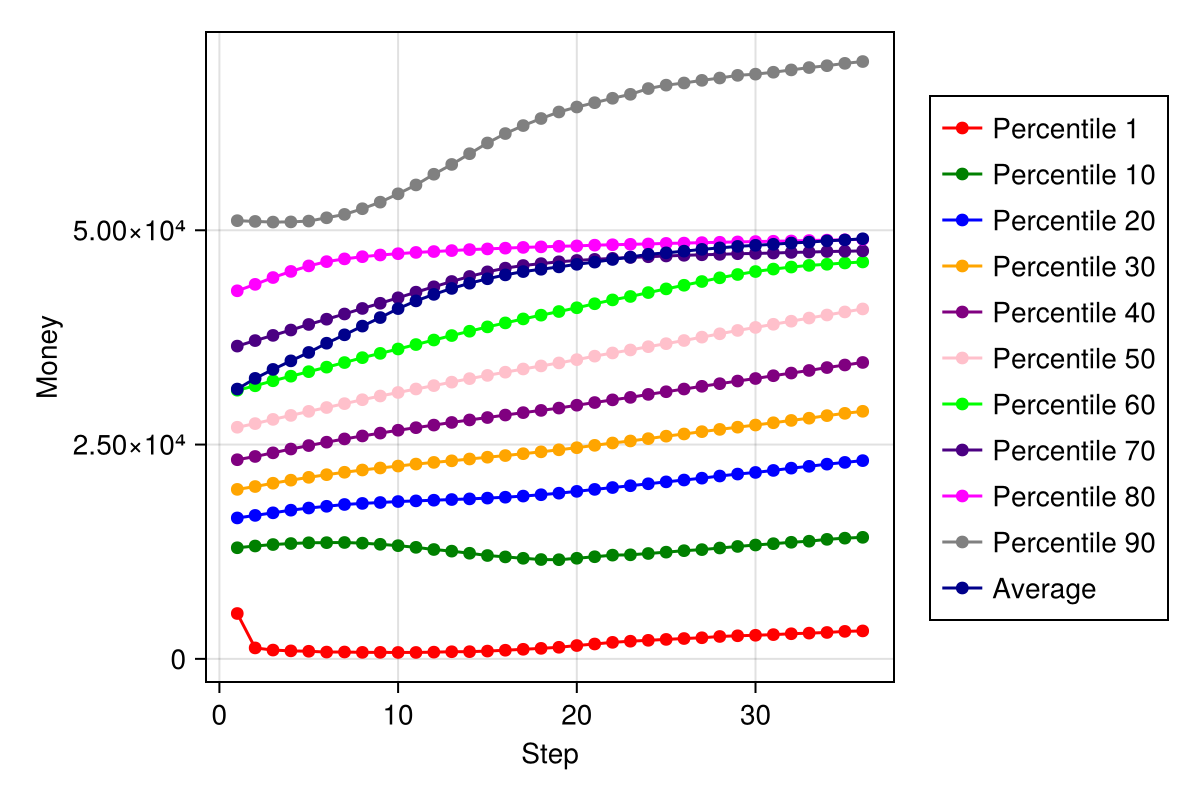 Money
5.00×10⁴
2.50×10⁴
0
0 10 20 30
Step
Percentile 1
Percentile 10
Percentile 20
Percentile 30
Percentile 40
Percentile 50
Percentile 60
Percentile 70
Percentile 80
Percentile 90
Average